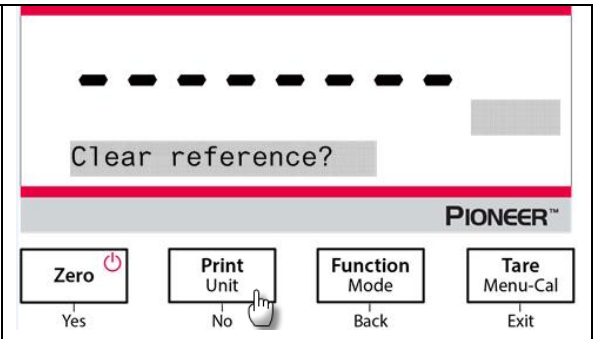 --------
Clear reference?
PIONEER™
Zero Print Function Tare
Unit Mode Menu-Cal
Yes No Back Exit